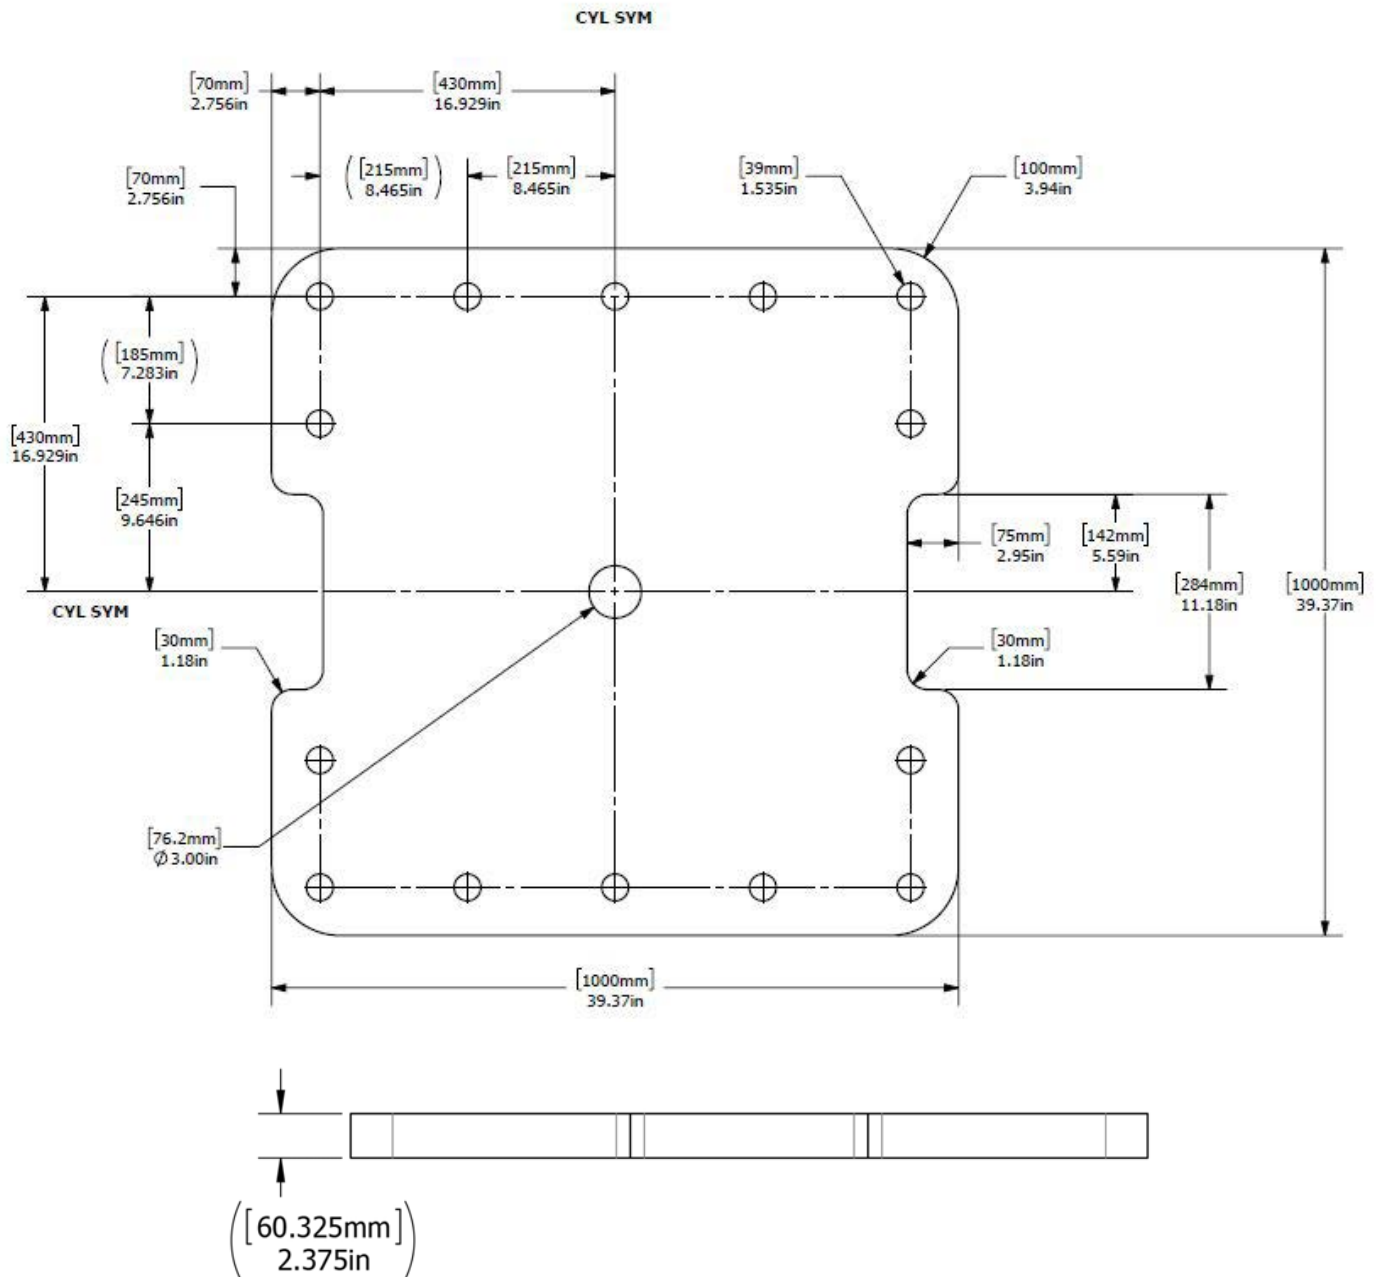 CYL SYM
[70mm]
2.756in
[430mm]
16.929in
[70mm]
2.756in
([215mm]
8.465in)
[215mm]
8.465in
[39mm]
1.535in
[100mm]
3.94in
([185mm]
7.283in)
[430mm]
16.929in
[245mm]
9.646in
[75mm]
2.95in
[142mm]
5.59in
[284mm]
11.18in
[1000mm]
39.37in
CYL SYM
[30mm]
1.18in
[30mm]
1.18in
[76.2mm]
∅3.00in
[1000mm]
39.37in
([60.325mm]
2.375in)